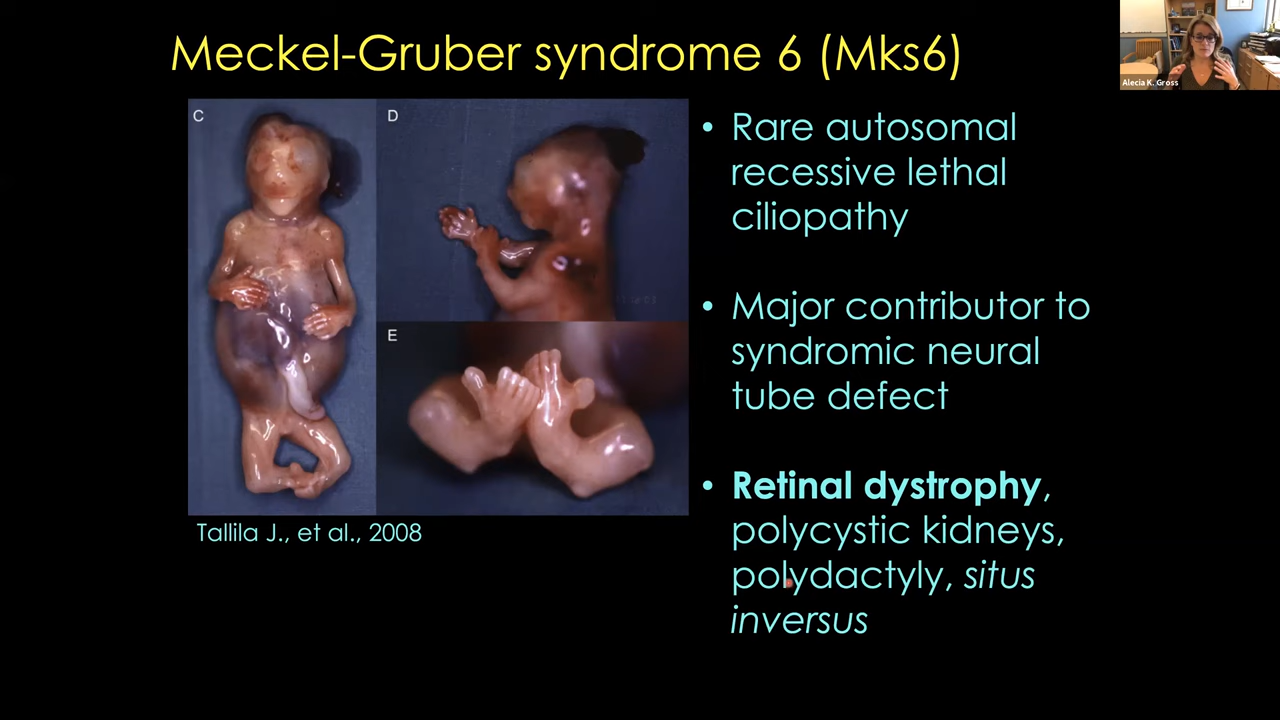 Meckel-Gruber syndrome 6 (Mks6)
Alecia K. Gross
C
D
E
Tallila J., et al., 2008
• Rare autosomal
recessive lethal
ciliopathy
• Major contributor to
syndromic neural
tube defect
• Retinal dystrophy,
polycystic kidneys,
polydactyly, situs
inversus